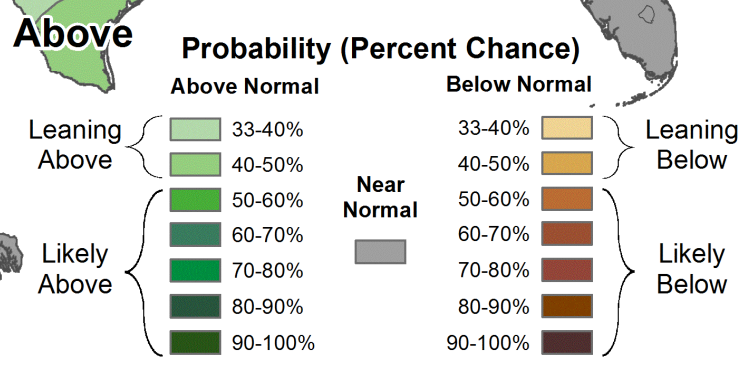 Above
Probability (Percent Chance)
Above Normal
Below Normal
Leaning
Above
33-40%
40-50%
50-60%
60-70%
70-80%
80-90%
90-100%
Likely
Above
Near
Normal
33-40%
40-50%
50-60%
60-70%
70-80%
80-90%
90-100%
Leaning
Below
Likely
Below